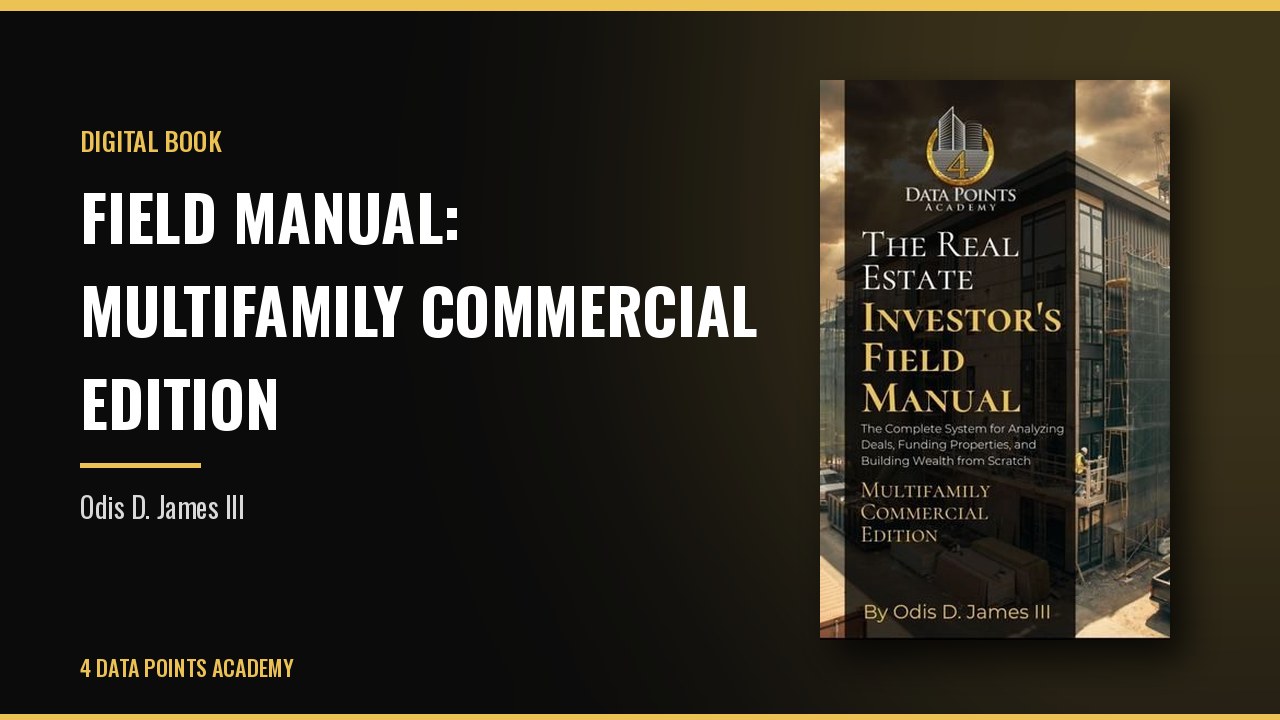 DIGITAL BOOK
FIELD MANUAL:
MULTIFAMILY COMMERCIAL
EDITION
Odis D. James III
4 DATA POINTS ACADEMY
4
DATA POINTS
ACADEMY
THE REAL
ESTATE
INVESTOR'S
FIELD
MANUAL
The Complete System for Analyzing
Deals, Funding Properties, and
Building Wealth from Scratch
MULTIFAMILY
COMMERCIAL
EDITION
By Odis D. James III